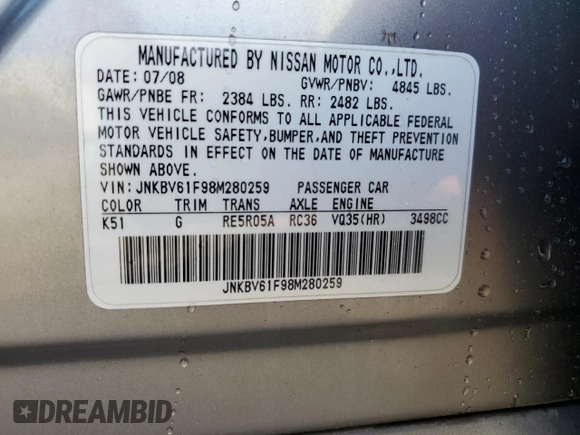 MANUFACTURED BY NISSAN MOTOR CO.,LTD.
DATE: 07/08 GVWR/PNBV: 4845 LBS.
GAWR/PNBE FR: 2384 LBS. RR: 2482 LBS.
THIS VEHICLE CONFORMS TO ALL APPLICABLE FEDERAL
MOTOR VEHICLE SAFETY,BUMPER,AND THEFT PREVENTION
STANDARDS IN EFFECT ON THE DATE OF MANUFACTURE
SHOWN ABOVE.
VIN: JNKBV61F98M280259 PASSENGER CAR
COLOR TRIM TRANS AXLE ENGINE
K51 G RE5R05A RC36 VQ35(HR) 3498CC
JNKBV61F98M280259
DREAMBID